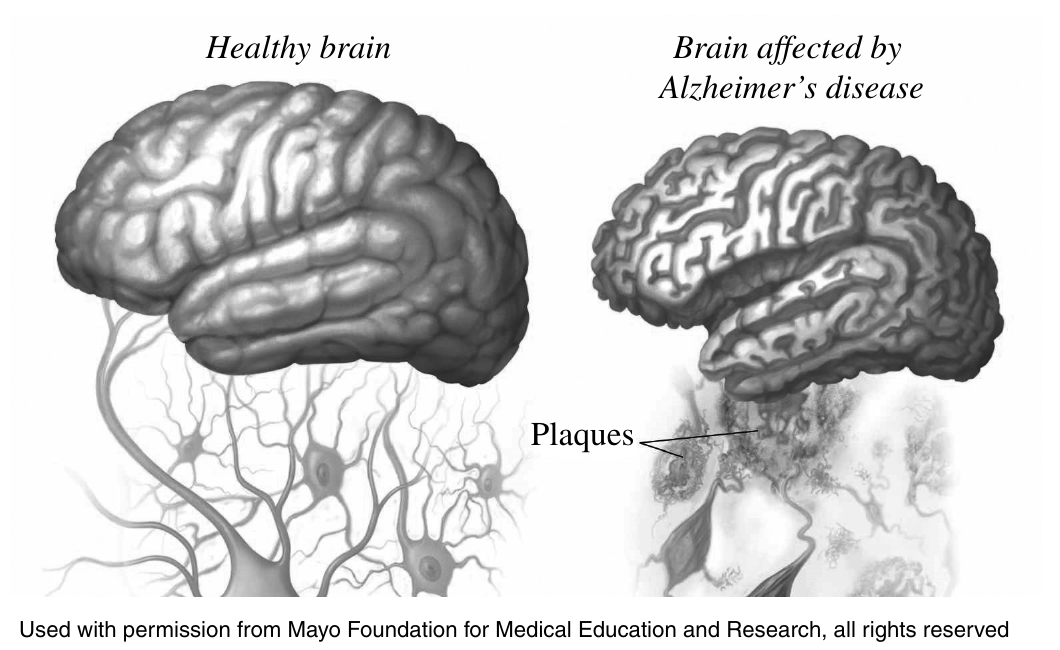 Healthy brain
Brain affected by
Alzheimer's disease
Plaques
Used with permission from Mayo Foundation for Medical Education and Research, all rights reserved